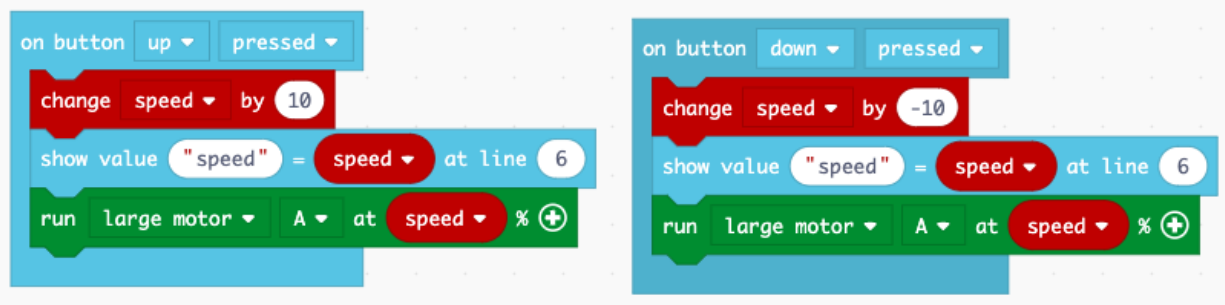 on button up pressed
change speed by 10
show value "speed" = speed at line 6
run large motor A at speed %
on button down pressed
change speed by -10
show value "speed" = speed at line 6
run large motor A at speed %